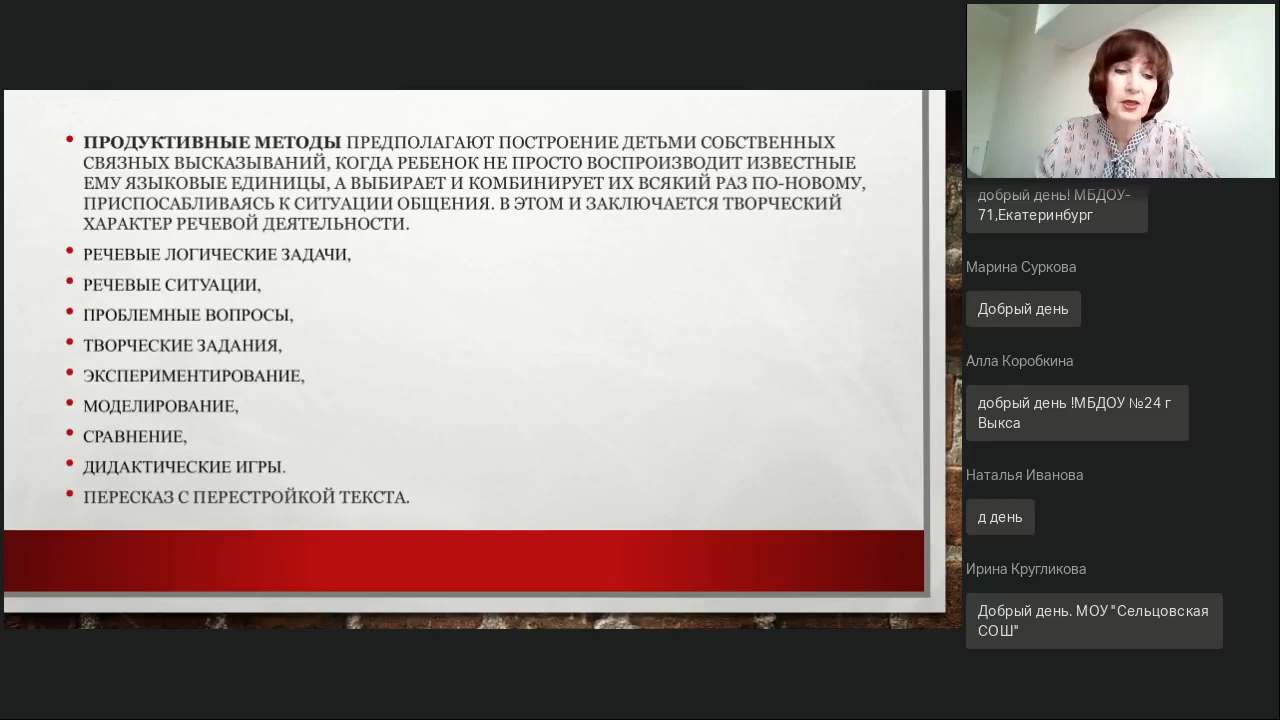 ПРОДУКТИВНЫЕ МЕТОДЫ ПРЕДПОЛАГАЮТ ПОСТРОЕНИЕ ДЕТЬМИ СОБСТВЕННЫХ
СВЯЗНЫХ ВЫСКАЗЫВАНИЙ, КОГДА РЕБЕНОК НЕ ПРОСТО ВОСПРОИЗВОДИТ ИЗВЕСТНЫЕ
ЕМУ ЯЗЫКОВЫЕ ЕДИНИЦЫ, А ВЫБИРАЕТ И КОМБИНИРУЕТ ИХ ВСЯКИЙ РАЗ ПО-НОВОМУ,
ПРИСПОСАБЛИВАЯСЬ К СИТУАЦИИ ОБЩЕНИЯ. В ЭТОМ И ЗАКЛЮЧАЕТСЯ ТВОРЧЕСКИЙ
ХАРАКТЕР РЕЧЕВОЙ ДЕЯТЕЛЬНОСТИ.
РЕЧЕВЫЕ ЛОГИЧЕСКИЕ ЗАДАЧИ,
РЕЧЕВЫЕ СИТУАЦИИ,
ПРОБЛЕМНЫЕ ВОПРОСЫ,
ТВОРЧЕСКИЕ ЗАДАНИЯ,
ЭКСПЕРИМЕНТИРОВАНИЕ,
МОДЕЛИРОВАНИЕ,
СРАВНЕНИЕ,
ДИДАКТИЧЕСКИЕ ИГРЫ.
ПЕРЕСКАЗ С ПЕРЕСТРОЙКОЙ ТЕКСТА.
добрый день! МБДОУ-
71,Екатеринбург
Марина Суркова
Добрый день
Алла Коробкина
добрый день !МБДОУ №24 г
Выкса
Наталья Иванова
д день
Ирина Кругликова
Добрый день. МОУ "Сельцовская
СОШ"